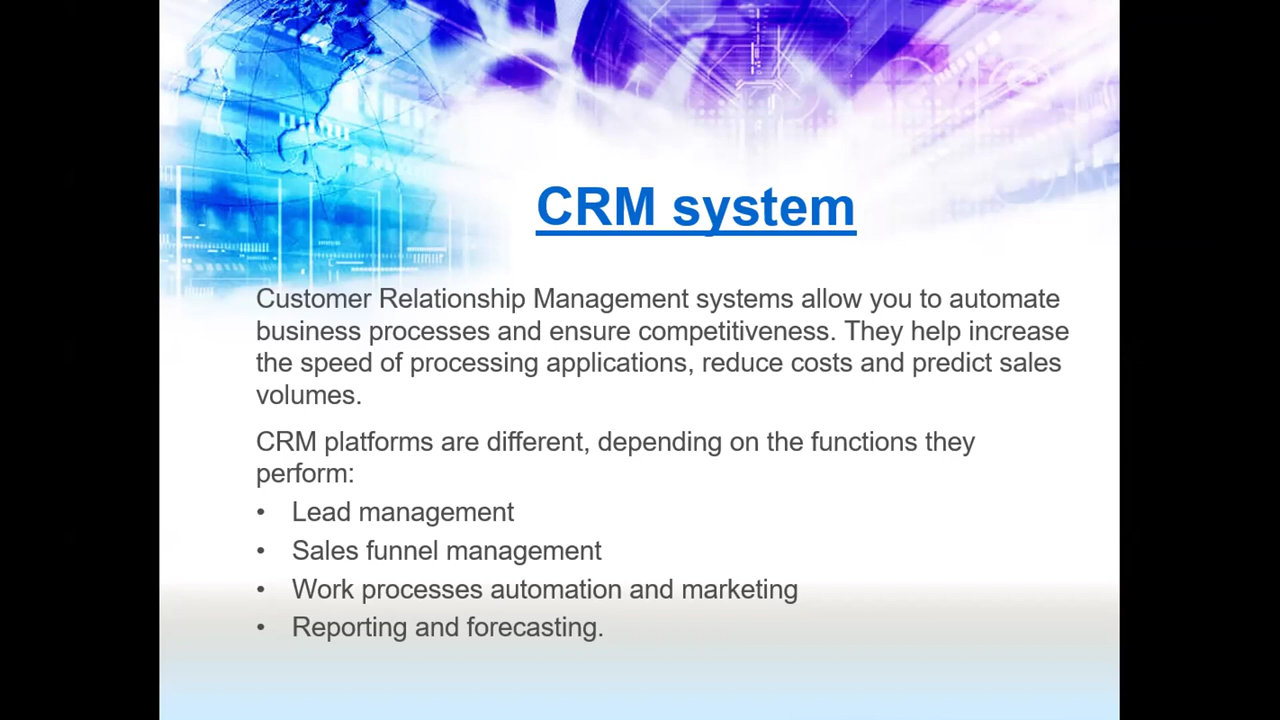 CRM system
Customer Relationship Management systems allow you to automate
business processes and ensure competitiveness. They help increase
the speed of processing applications, reduce costs and predict sales
volumes.
CRM platforms are different, depending on the functions they
perform:
• Lead management
• Sales funnel management
• Work processes automation and marketing
• Reporting and forecasting.